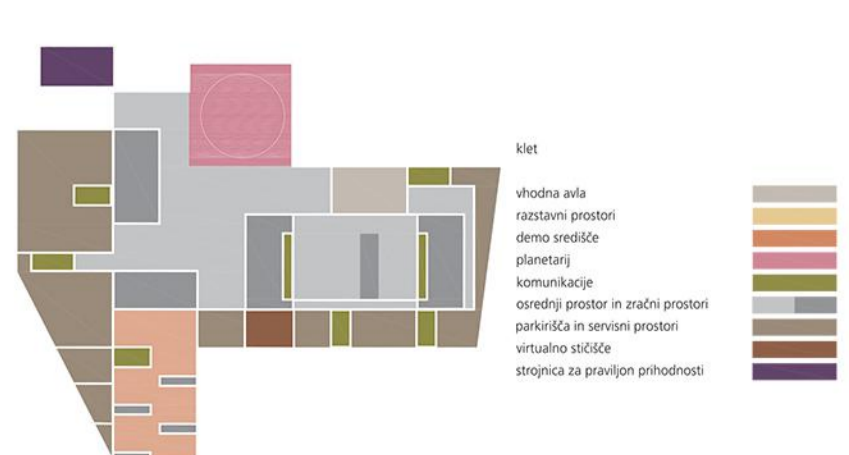 klet
vhodna avla
razstavni prostori
demo središče
planetarij
komunikacije
osrednji prostor in zračni prostori
parkirišča in servisni prostori
virtualno stičišče
strojnica za praviljon prihodnosti